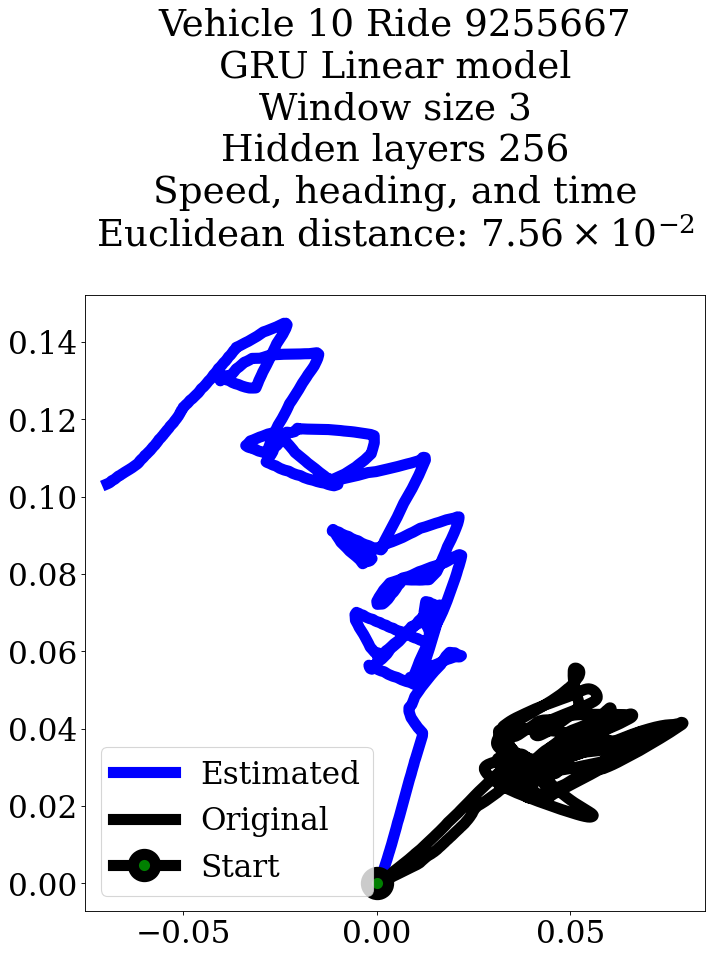 Vehicle 10 Ride 9255667
GRU Linear model
Window size 3
Hidden layers 256
Speed, heading, and time
Euclidean distance: 7.56 × 10⁻²
0.14
0.12
0.10
0.08
0.06
0.04
0.02
0.00
Estimated
Original
Start
−0.05 0.00 0.05